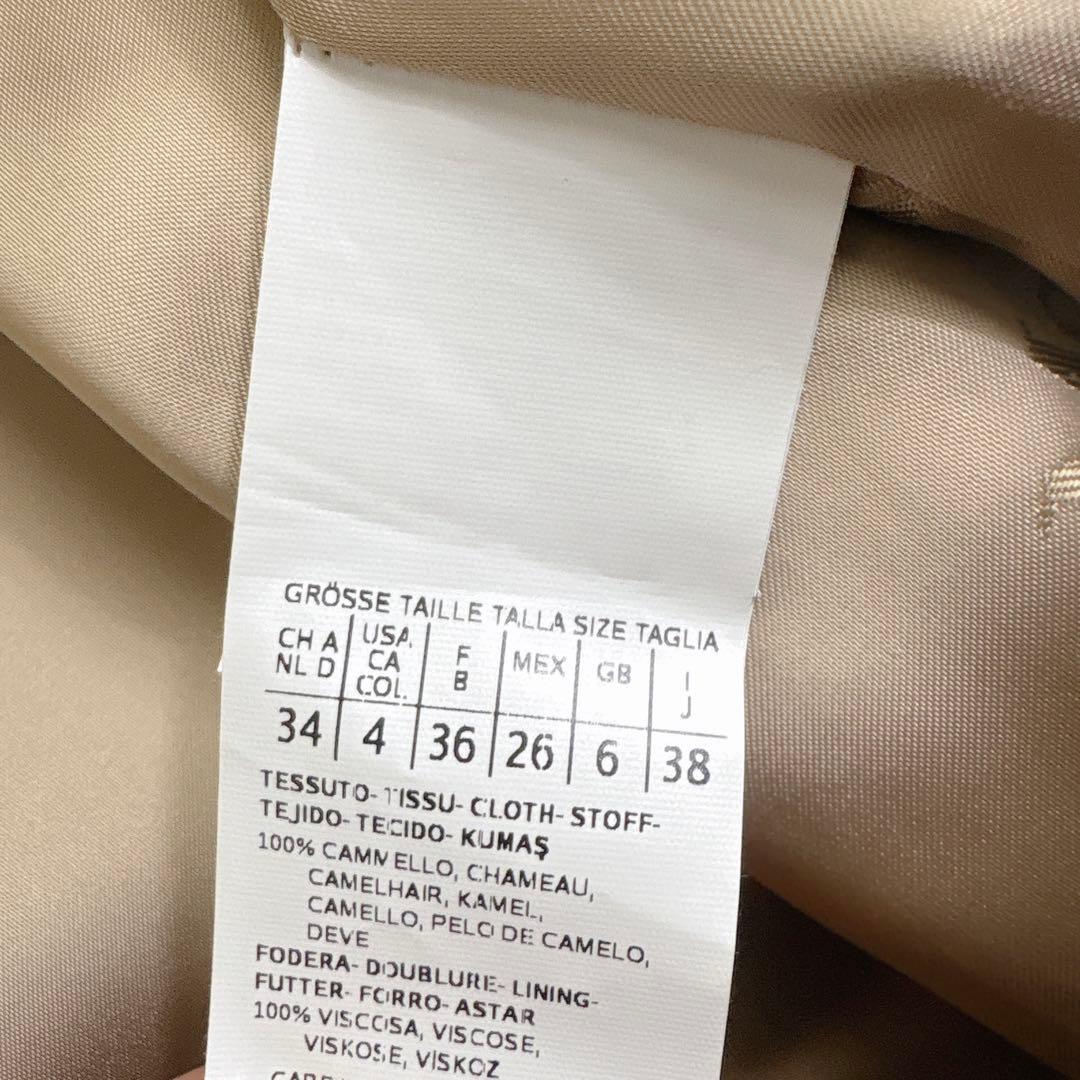 GRÖSSE TAILLE TALLA SIZE TAGLIA
CH A NL D | USA CA COL. | F B | MEX | GB | I J
34 | 4 | 36 | 26 | 6 | 38
TESSUTO- TISSU- CLOTH- STOFF-
TEJIDO- TECIDO- KUMAŞ
100% CAMMELLO, CHAMEAU,
CAMELHAIR, KAMEL,
CAMELLO, PELO DE CAMELO,
DEVE
FODERA- DOUBLURE- LINING-
FUTTER- FORRO- ASTAR
100% VISCOSA, VISCOSE,
VISKOSE, VISKOZ